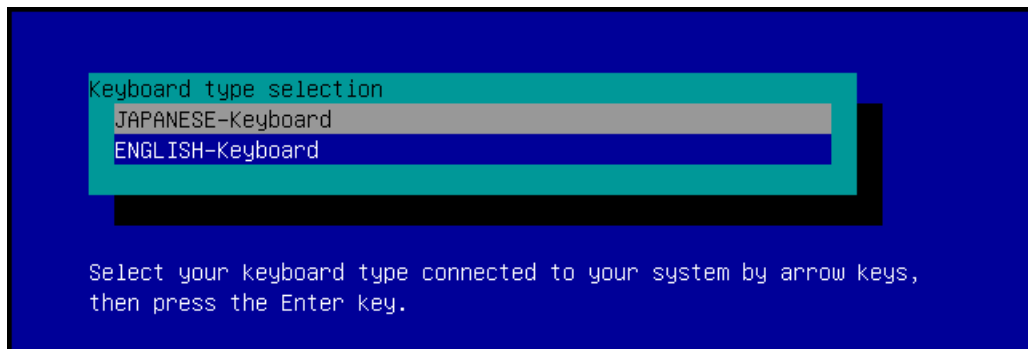 Keyboard type selection
JAPANESE-Keyboard
ENGLISH-Keyboard
Select your keyboard type connected to your system by arrow keys,
then press the Enter key.